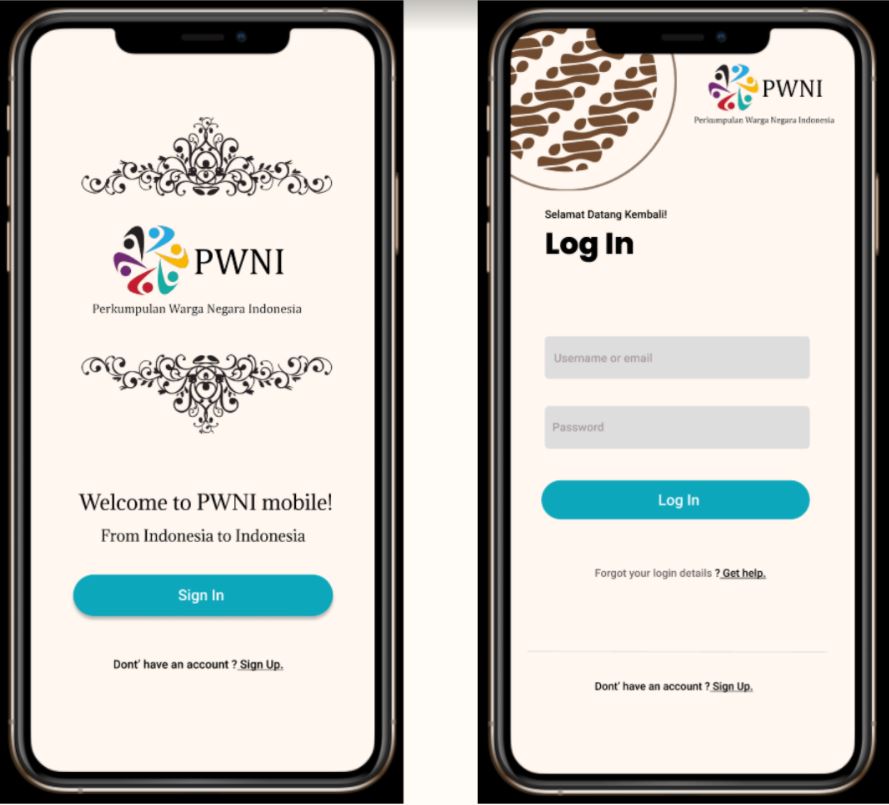 PWNI
Perkumpulan Warga Negara Indonesia
Welcome to PWNI mobile!
From Indonesia to Indonesia
Sign In
Dont' have an account ? Sign Up.
PWNI
Perkumpulan Warga Negara Indonesia
Selamat Datang Kembali!
Log In
Username or email
Password
Log In
Forgot your login details ? Get help.
Dont' have an account ? Sign Up.